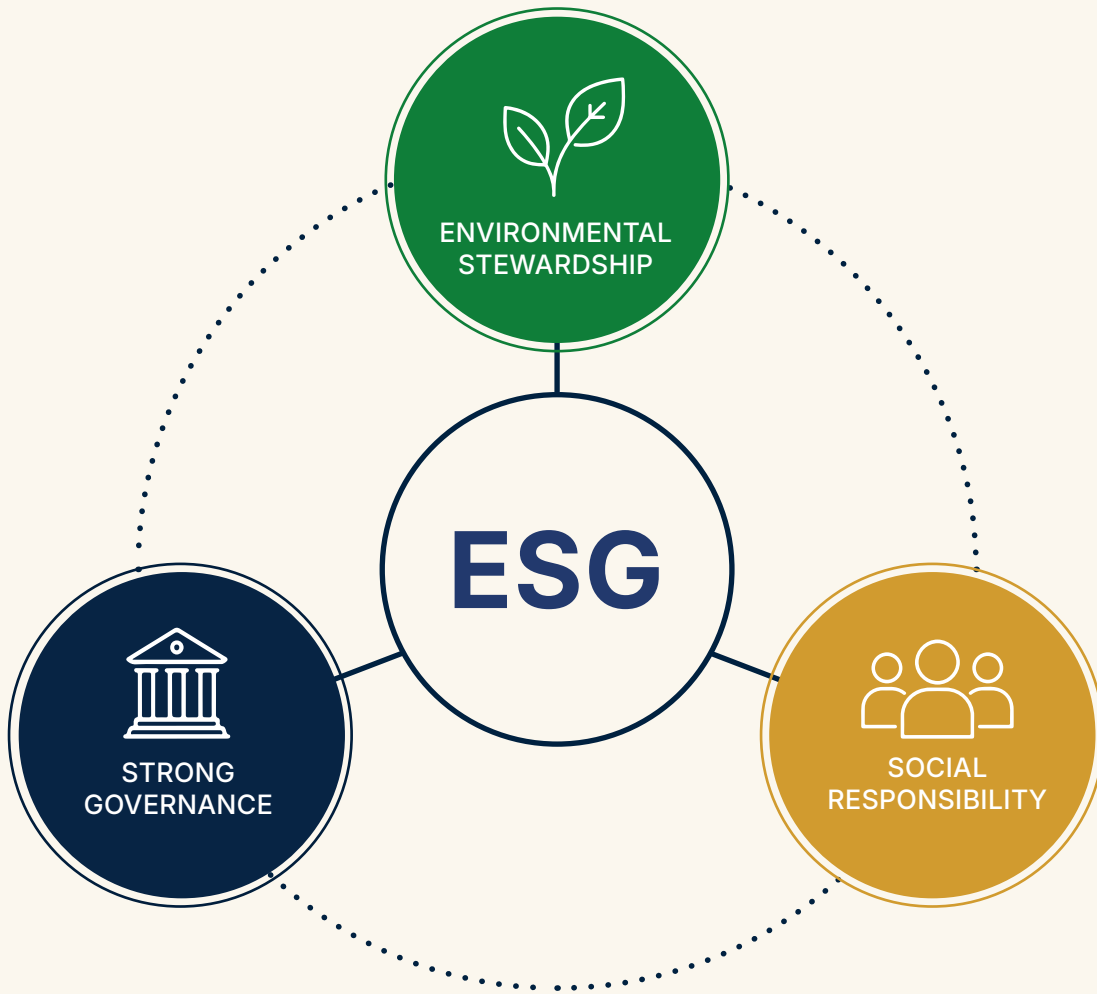 ENVIRONMENTAL
STEWARDSHIP
ESG
STRONG
GOVERNANCE
SOCIAL
RESPONSIBILITY